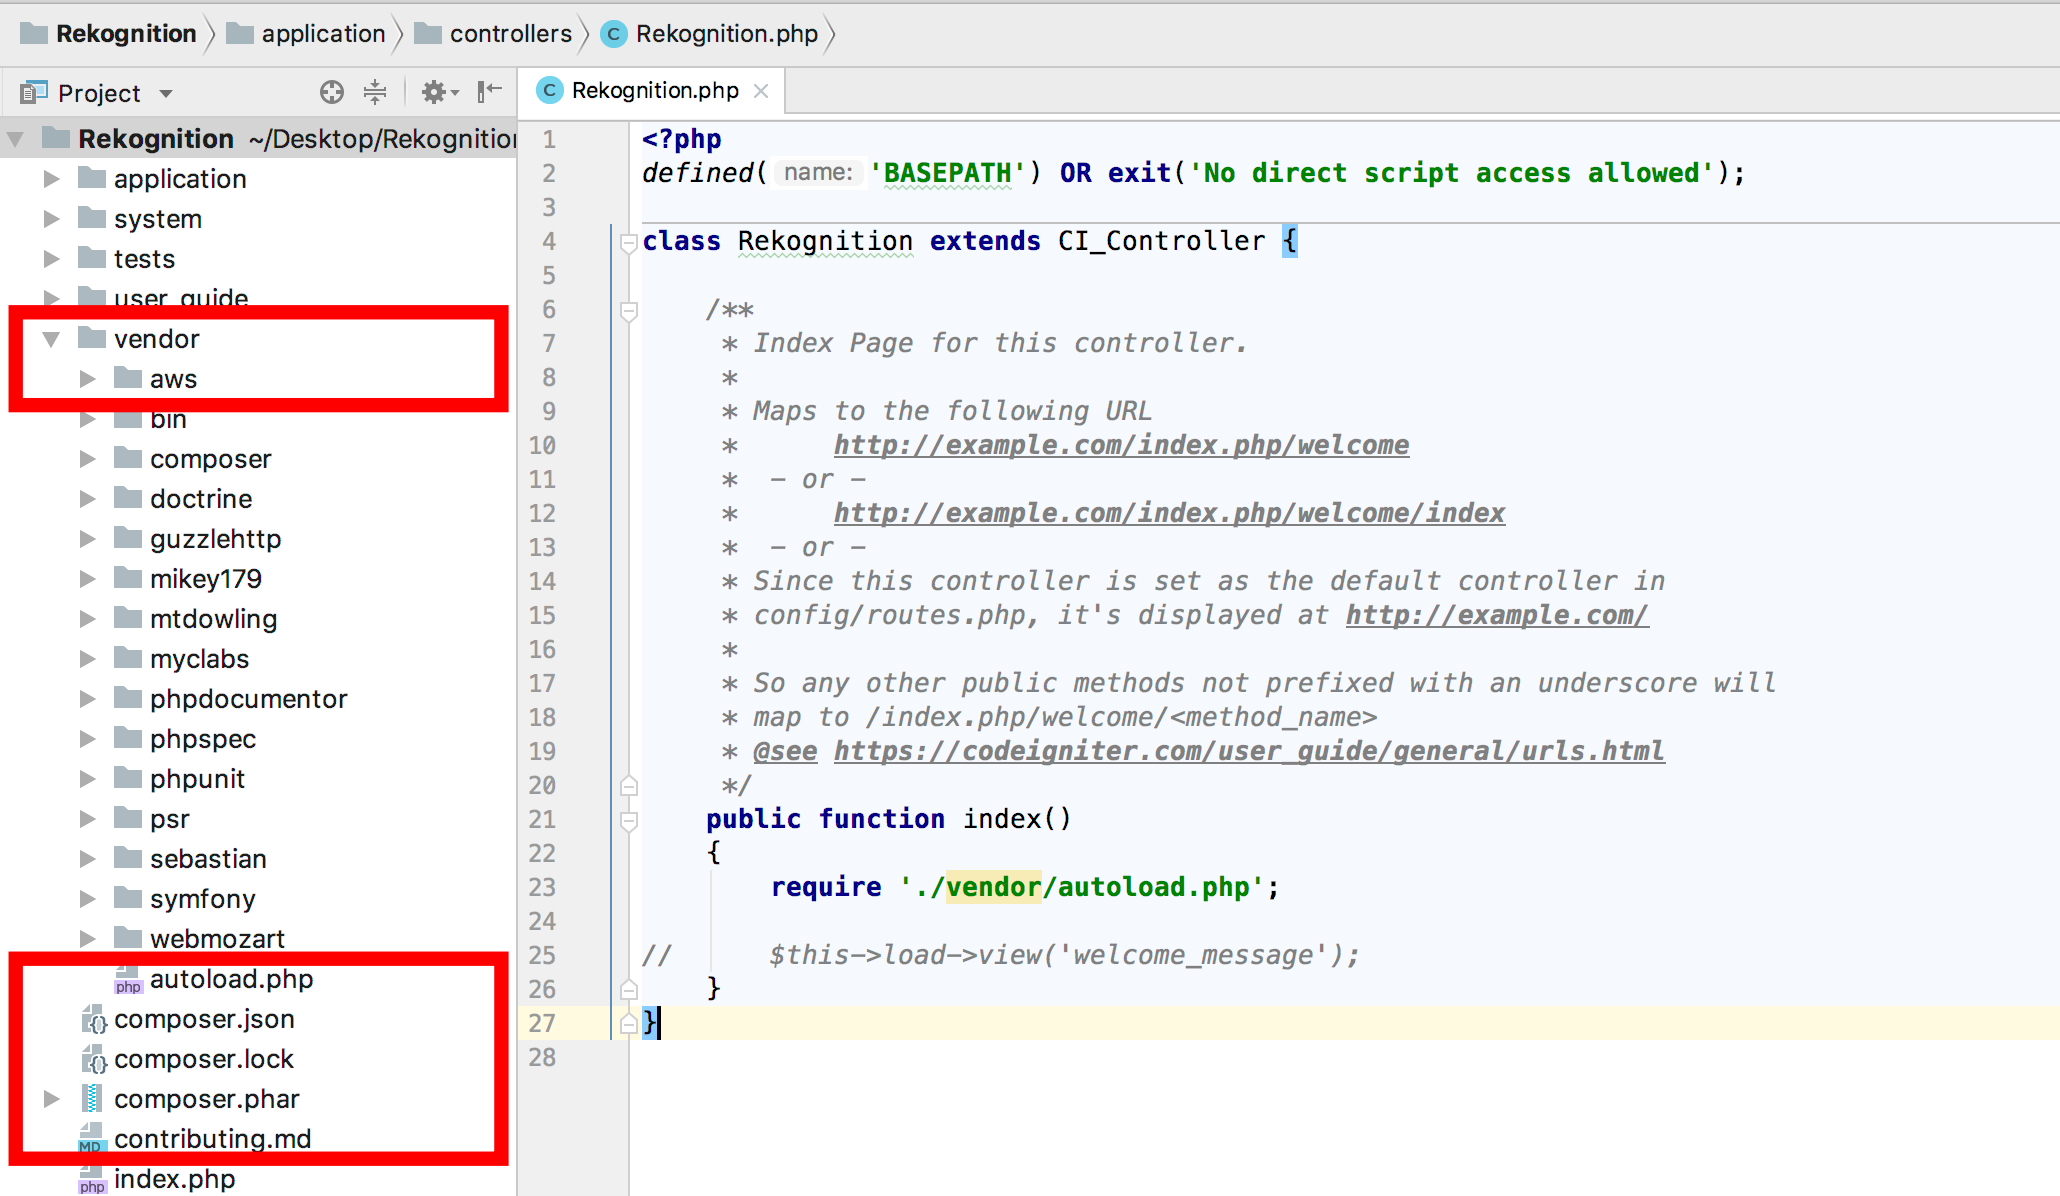 Rekognition application controllers C Rekognition.php
Project
C Rekognition.php
Rekognition ~/Desktop/Rekognition
application
system
tests
user_guide
vendor
aws
bin
composer
doctrine
guzzlehttp
mikey179
mtdowling
myclabs
phpdocumentor
phpspec
phpunit
psr
sebastian
symfony
webmozart
php autoload.php
composer.json
composer.lock
composer.phar
MD contributing.md
php index.php
1 <?php
2 defined( name: 'BASEPATH') OR exit('No direct script access allowed');
3
4 class Rekognition extends CI_Controller {
5
6 /**
7 * Index Page for this controller.
8 *
9 * Maps to the following URL
10 * http://example.com/index.php/welcome
11 * - or -
12 * http://example.com/index.php/welcome/index
13 * - or -
14 * Since this controller is set as the default controller in
15 * config/routes.php, it's displayed at http://example.com/
16 *
17 * So any other public methods not prefixed with an underscore will
18 * map to /index.php/welcome/<method_name>
19 * @see https://codeigniter.com/user_guide/general/urls.html
20 */
21 public function index()
22 {
23 require './vendor/autoload.php';
24
25 // $this->load->view('welcome_message');
26 }
27 }
28